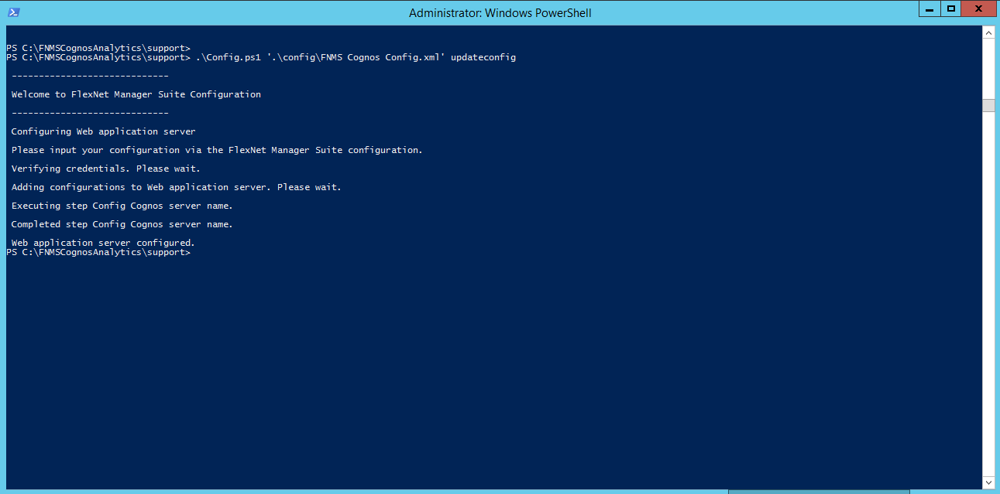 Administrator: Windows PowerShell
PS C:\FNMSCognosAnalytics\support>
PS C:\FNMSCognosAnalytics\support> .\Config.ps1 '.\config\FNMS Cognos Config.xml' updateconfig
-----------------------------
Welcome to FlexNet Manager Suite Configuration
-----------------------------
Configuring Web application server
Please input your configuration via the FlexNet Manager Suite configuration.
Verifying credentials. Please wait.
Adding configurations to Web application server. Please wait.
Executing step Config Cognos server name.
Completed step Config Cognos server name.
Web application server configured.
PS C:\FNMSCognosAnalytics\support>